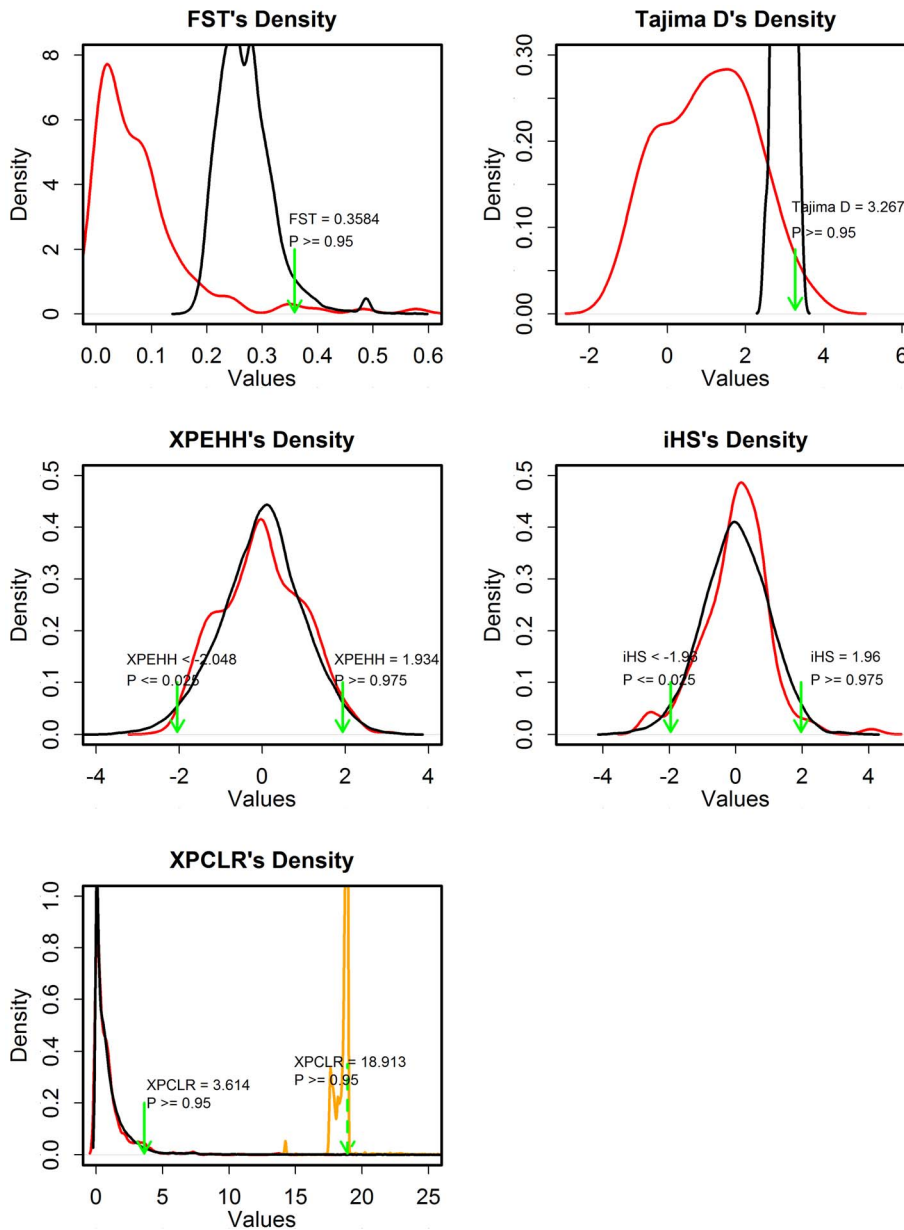 FST's Density
Density
0
2
4
6
8
FST = 0.3584
P >= 0.95
0.0 0.1 0.2 0.3 0.4 0.5 0.6
Values
Tajima D's Density
Density
0.00
0.10
0.20
0.30
Tajima D = 3.267
P >= 0.95
-2 0 2 4 6
Values
XPEHH's Density
Density
0.0 0.1 0.2 0.3 0.4 0.5
XPEHH < -2.048
P <= 0.025
XPEHH = 1.934
P >= 0.975
-4 -2 0 2 4
Values
iHS's Density
Density
0.0 0.1 0.2 0.3 0.4 0.5
iHS < -1.96
P <= 0.025
iHS = 1.96
P >= 0.975
-4 -2 0 2 4
Values
XPCLR's Density
Density
0.0 0.2 0.4 0.6 0.8 1.0
XPCLR = 3.614
P >= 0.95
XPCLR = 18.913
P >= 0.95
0 5 10 15 20 25
Values